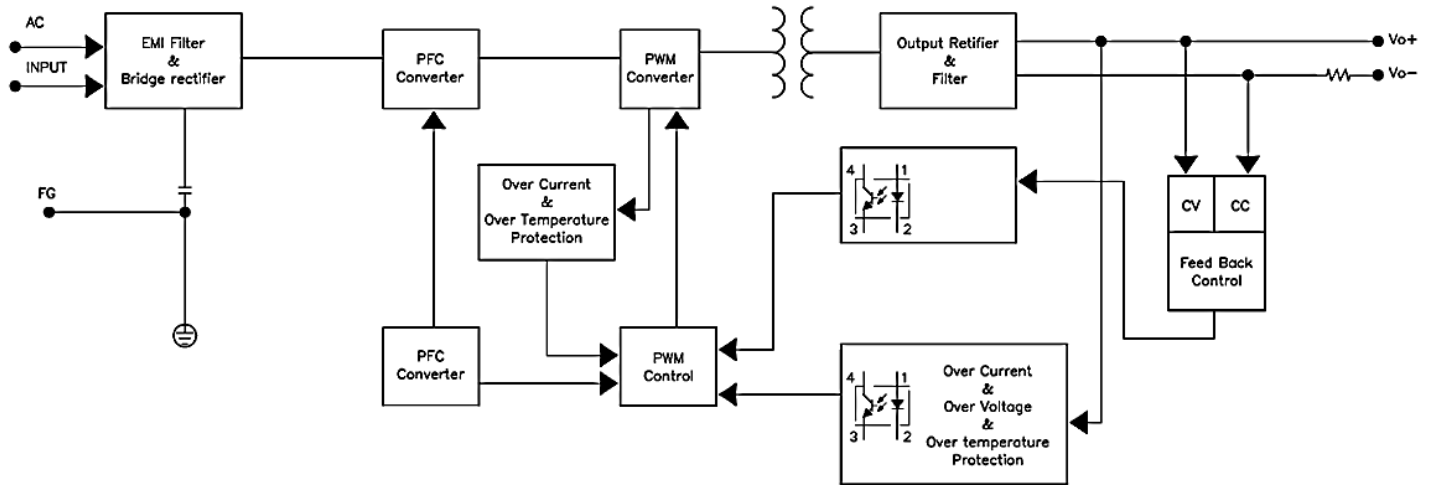 AC
INPUT
EMI Filter
&
Bridge rectifier
PFC
Converter
PWM
Converter
Output Retifier
&
Filter
Vo+
Vo−
FG
Over Current
&
Over Temperature
Protection
4 1
3 2
CV CC
Feed Back
Control
PFC
Converter
PWM
Control
4 1
3 2
Over Current
&
Over Voltage
&
Over temperature
Protection